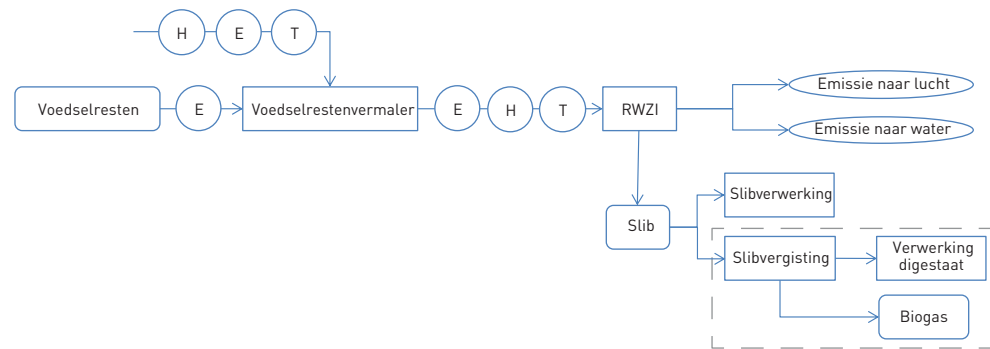 H E T
Voedselresten E Voedselrestenvermaler E H T RWZI
Emissie naar lucht
Emissie naar water
Slib
Slibverwerking
Slibvergisting
Verwerking
digestaat
Biogas